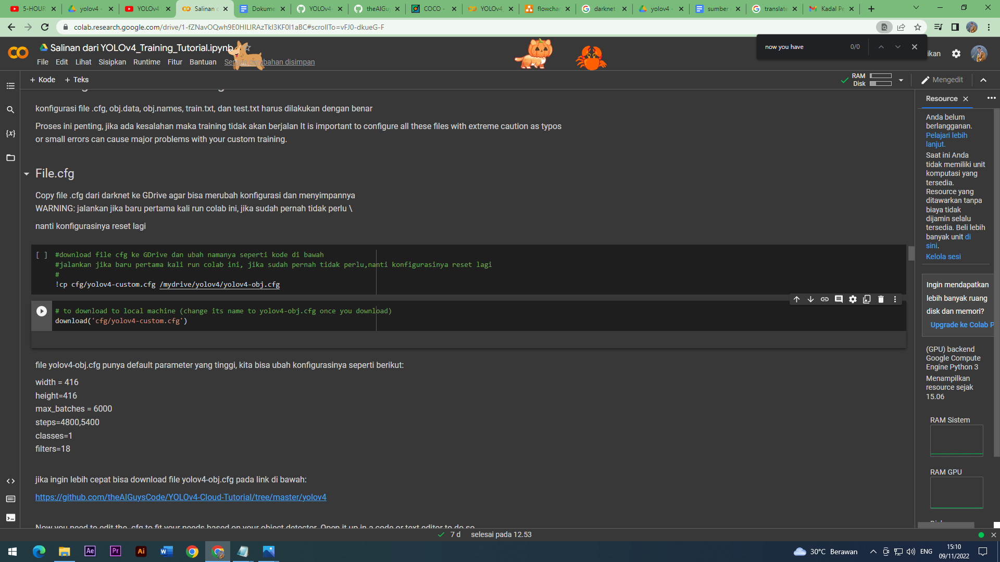 5-HOUR
yolov4 -
YOLOv4
Salinan c
Dokume
YOLOv4-
theAIGu
COCO -
YOLOv4_
flowchar
darknet
yolov4 -
sumber
translate
Kadal Pe
colab.research.google.com/drive/1-fZNavOQwh9E0HILIRAzTkI3KF0I1aBC#scrollTo=vFJ0-dkueG-F
now you have 0/0
Salinan dari YOLOv4_Training_Tutorial.ipynb
File Edit Lihat Sisipkan Runtime Fitur Bantuan Semua perubahan disimpan
ikan
+ Kode + Teks
RAM
Disk
Mengedit
konfigurasi file .cfg, obj.data, obj.names, train.txt, dan test.txt harus dilakukan dengan benar
Proses ini penting, jika ada kesalahan maka training tidak akan berjalan It is important to configure all these files with extreme caution as typos
or small errors can cause major problems with your custom training.
File.cfg
Copy file .cfg dari darknet ke GDrive agar bisa merubah konfigurasi dan menyimpannya
WARNING: jalankan jika baru pertama kali run colab ini, jika sudah pernah tidak perlu \
nanti konfigurasinya reset lagi
[ ] #download file cfg ke GDrive dan ubah namanya seperti kode di bawah
#jalankan jika baru pertama kali run colab ini, jika sudah pernah tidak perlu,nanti konfigurasinya reset lagi
#
!cp cfg/yolov4-custom.cfg /mydrive/yolov4/yolov4-obj.cfg
# to download to local machine (change its name to yolov4-obj.cfg once you download)
download('cfg/yolov4-custom.cfg')
file yolov4-obj.cfg punya default parameter yang tinggi, kita bisa ubah konfigurasinya seperti berikut:
width = 416
height=416
max_batches = 6000
steps=4800,5400
classes=1
filters=18
jika ingin lebih cepat bisa download file yolov4-obj.cfg pada link di bawah:
https://github.com/theAIGuysCode/YOLOv4-Cloud-Tutorial/tree/master/yolov4
Now you need to edit the .cfg to fit your needs based on your object detector. Open it up in a code or text editor to do so.
Resource
Anda belum
berlangganan.
Pelajari lebih
lanjut.
Saat ini Anda
tidak memiliki unit
komputasi yang
tersedia.
Resource yang
ditawarkan tanpa
biaya tidak
dijamin selalu
tersedia. Beli lebih
banyak unit di
sini.
Kelola sesi
Ingin mendapatkan
lebih banyak ruang
disk dan memori?
Upgrade ke Colab P
(GPU) backend
Google Compute
Engine Python 3
Menampilkan
resource sejak
15.06
RAM Sistem
RAM GPU
7 d selesai pada 12.53
Ae Pr Ai
30°C Berawan
ENG
15:10
09/11/2022